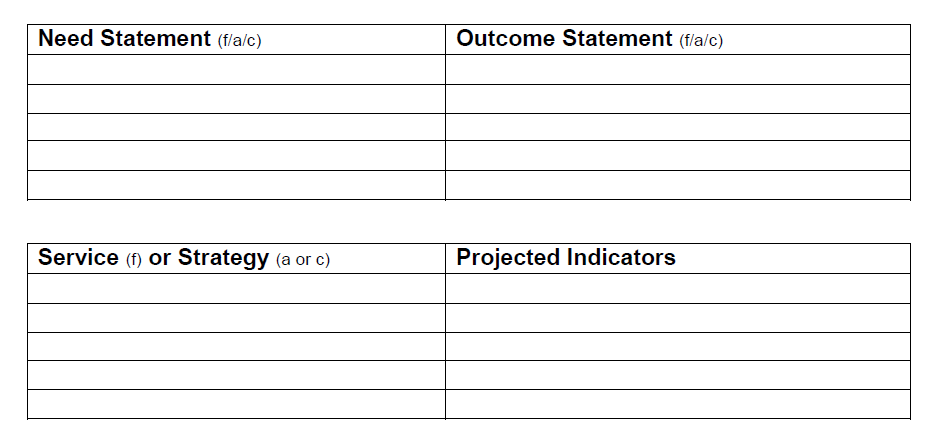 Need Statement (f/a/c)
Outcome Statement (f/a/c)
Service (f) or Strategy (a or c)
Projected Indicators